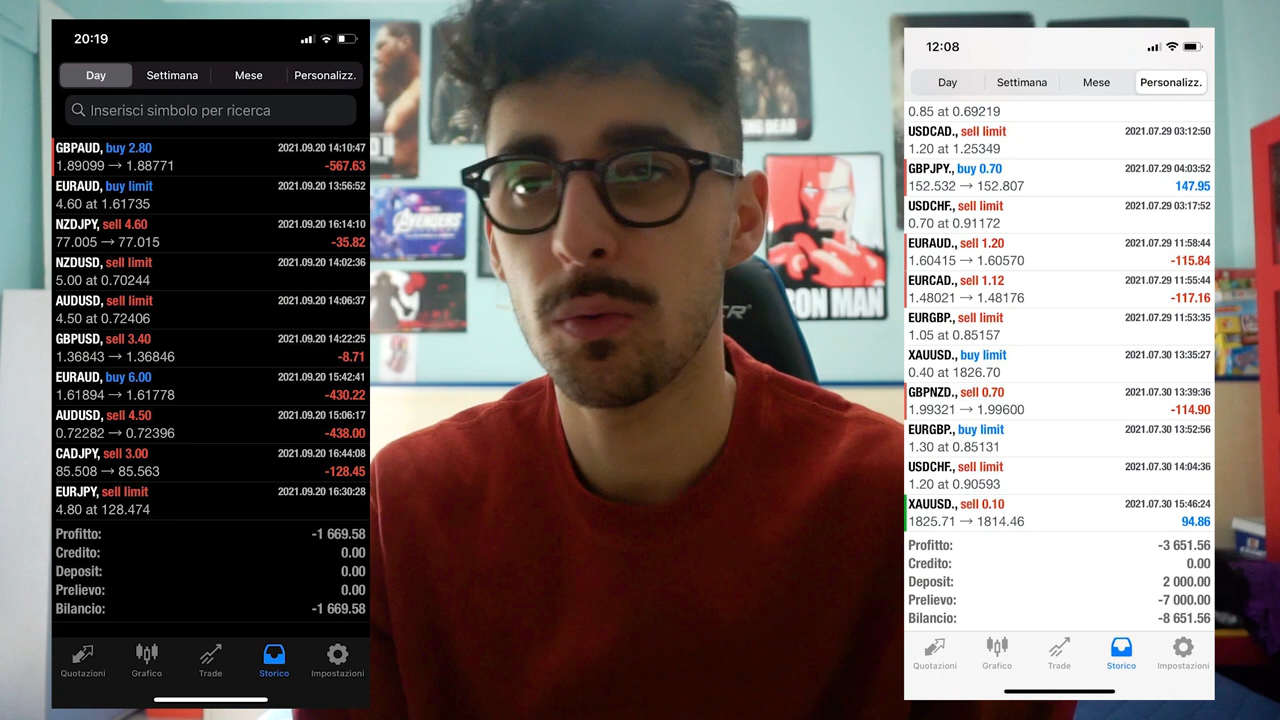 20:19
Day Settimana Mese Personalizz.
Inserisci simbolo per ricerca
GBPAUD, buy 2.80 2021.09.20 14:10:47
1.89099 → 1.88771 -567.63
EURAUD, buy limit 2021.09.20 13:56:52
4.60 at 1.61735
NZDJPY, sell 4.60 2021.09.20 16:14:10
77.005 → 77.015 -35.82
NZDUSD, sell limit 2021.09.20 14:02:36
5.00 at 0.70244
AUDUSD, sell limit 2021.09.20 14:06:37
4.50 at 0.72406
GBPUSD, sell 3.40 2021.09.20 14:22:25
1.36843 → 1.36846 -8.71
EURAUD, buy 6.00 2021.09.20 15:42:41
1.61894 → 1.61778 -430.22
AUDUSD, sell 4.50 2021.09.20 15:06:17
0.72282 → 0.72396 -438.00
CADJPY, sell 3.00 2021.09.20 16:44:08
85.508 → 85.563 -128.45
EURJPY, sell limit 2021.09.20 16:30:28
4.80 at 128.474
Profitto: -1 669.58
Credito: 0.00
Deposit: 0.00
Prelievo: 0.00
Bilancio: -1 669.58
Quotazioni Grafico Trade Storico Impostazioni
AVENGERS
RON MAN
12:08
Day Settimana Mese Personalizz.
0.85 at 0.69219
USDCAD., sell limit 2021.07.29 03:12:50
1.20 at 1.25349
GBPJPY., buy 0.70 2021.07.29 04:03:52
152.532 → 152.807 147.95
USDCHF., sell limit 2021.07.29 03:17:52
0.70 at 0.91172
EURAUD., sell 1.20 2021.07.29 11:58:44
1.60415 → 1.60570 -115.84
EURCAD., sell 1.12 2021.07.29 11:55:44
1.48021 → 1.48176 -117.16
EURGBP., sell limit 2021.07.29 11:53:35
1.05 at 0.85157
XAUUSD., buy limit 2021.07.30 13:35:27
0.40 at 1826.70
GBPNZD., sell 0.70 2021.07.30 13:39:36
1.99321 → 1.99600 -114.90
EURGBP., buy limit 2021.07.30 13:52:56
1.30 at 0.85131
USDCHF., sell limit 2021.07.30 14:04:36
1.20 at 0.90593
XAUUSD., sell 0.10 2021.07.30 15:46:24
1825.71 → 1814.46 94.86
Profitto: -3 651.56
Credito: 0.00
Deposit: 2 000.00
Prelievo: -7 000.00
Bilancio: -8 651.56
Quotazioni Grafico Trade Storico Impostazioni